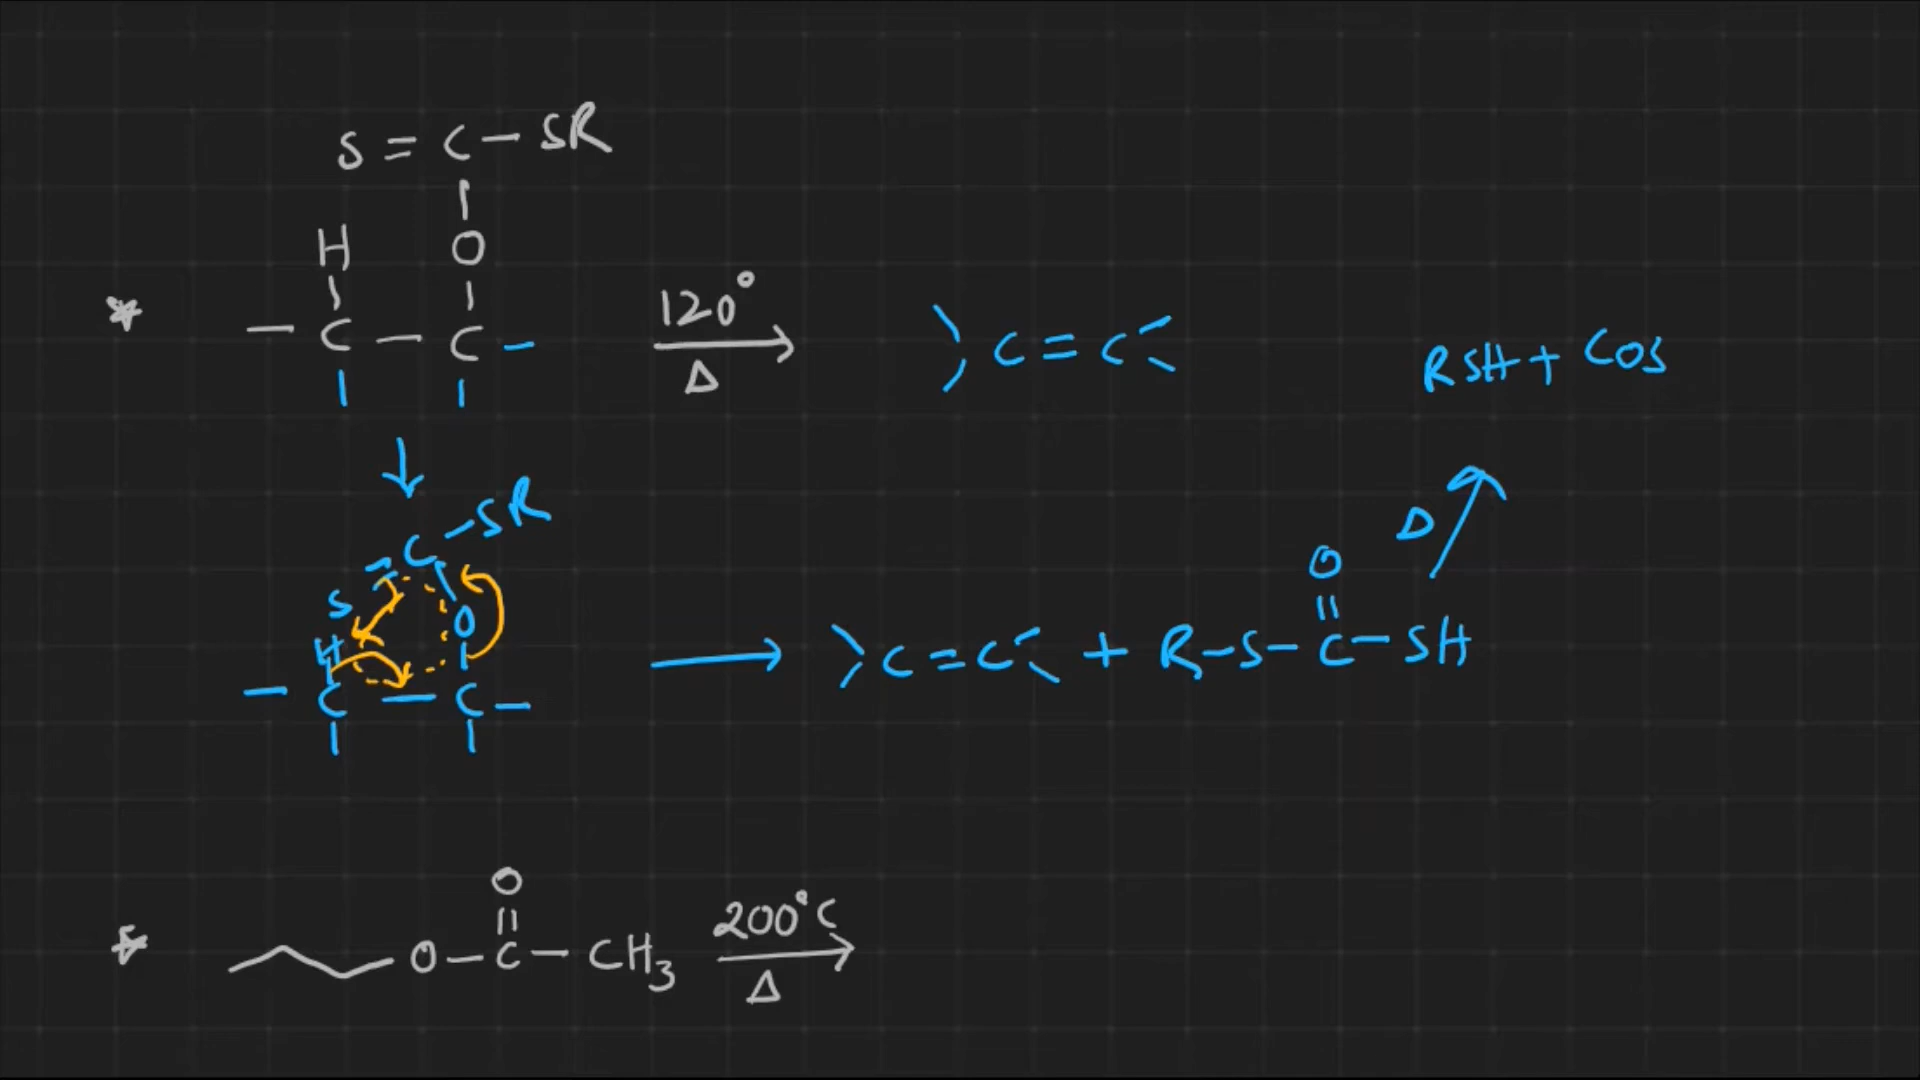 S = C - SR
|
H O
| |
* - C - C - 120° Δ → >C = C< RSH + COS
| |
↓
S = C - SR Δ
H O O
| | ||
- C - C - → >C = C< + R-S-C-SH
| |
O
||
* O-C-CH₃ 200°C Δ →